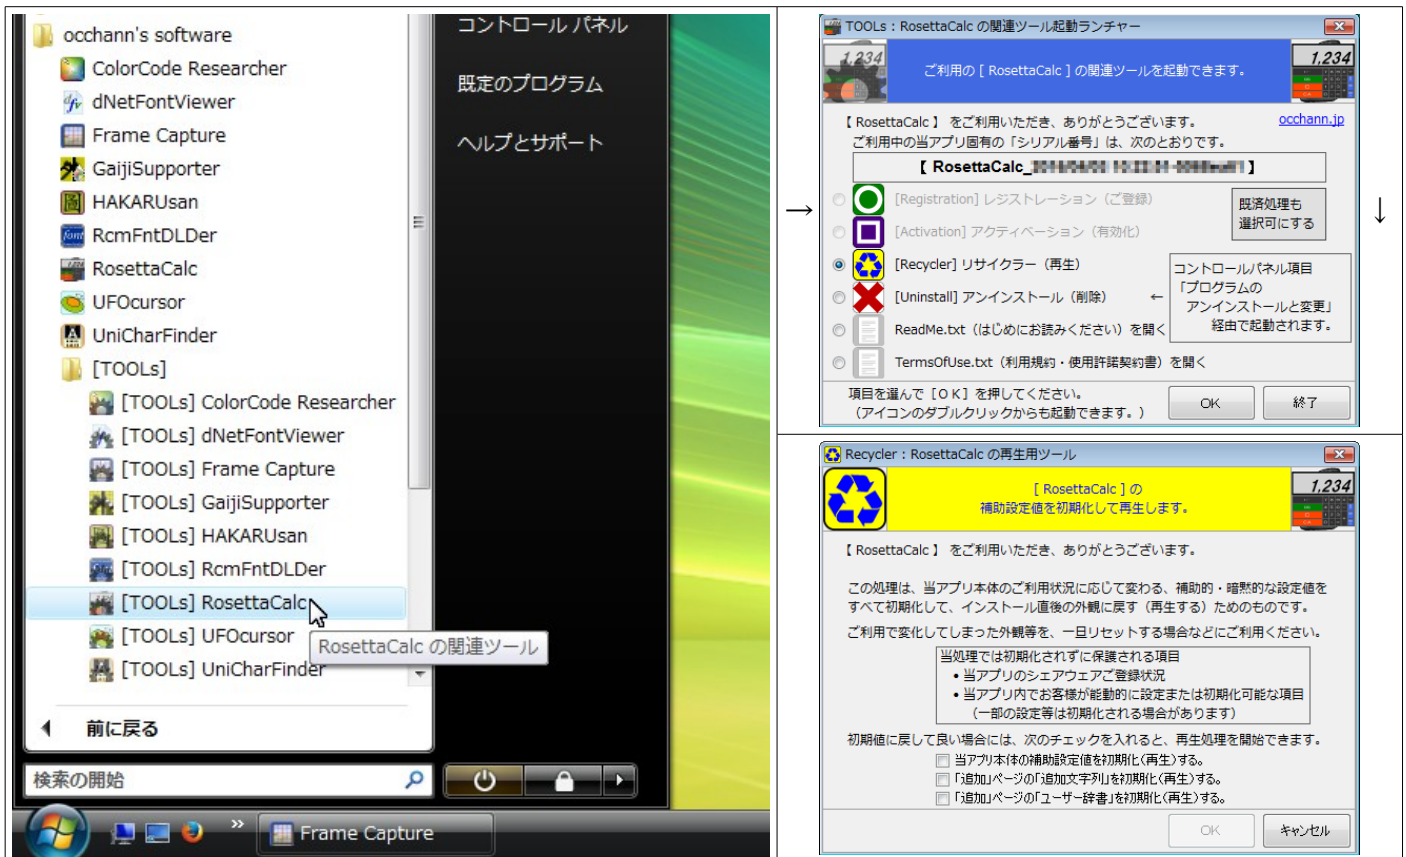 occhann's software
ColorCode Researcher
dNetFontViewer
Frame Capture
GaijiSupporter
HAKARUsan
RcmFntDLDer
RosettaCalc
UFOcursor
UniCharFinder
[TOOLs]
[TOOLs] ColorCode Researcher
[TOOLs] dNetFontViewer
[TOOLs] Frame Capture
[TOOLs] GaijiSupporter
[TOOLs] HAKARUsan
[TOOLs] RcmFntDLDer
[TOOLs] RosettaCalc
[TOOLs] UFOcursor
RosettaCalc の関連ツール
[TOOLs] UniCharFinder
前に戻る
検索の開始
コントロール パネル
既定のプログラム
ヘルプとサポート
»
Frame Capture
→
TOOLs : RosettaCalc の関連ツール起動ランチャー
1,234
ご利用の [ RosettaCalc ] の関連ツールを起動できます。
1,234
【 RosettaCalc 】 をご利用いただき、ありがとうございます。
occhann.jp
ご利用中の当アプリ固有の「シリアル番号」は、次のとおりです。
【 RosettaCalc_ 】
[Registration] レジストレーション（ご登録）
[Activation] アクティベーション（有効化）
既済処理も
選択可にする
[Recycler] リサイクラー（再生）
[Uninstall] アンインストール（削除） ←
コントロールパネル項目
「プログラムの
アンインストールと変更」
経由で起動されます。
ReadMe.txt（はじめにお読みください）を開く
TermsOfUse.txt（利用規約・使用許諾契約書）を開く
項目を選んで［ＯＫ］を押してください。
（アイコンのダブルクリックからも起動できます。）
OK
終了
↓
Recycler : RosettaCalc の再生用ツール
[ RosettaCalc ] の
補助設定値を初期化して再生します。
1,234
【 RosettaCalc 】 をご利用いただき、ありがとうございます。
この処理は、当アプリ本体のご利用状況に応じて変わる、補助的・暗黙的な設定値を
すべて初期化して、インストール直後の外観に戻す（再生する）ためのものです。
ご利用で変化してしまった外観等を、一旦リセットする場合などにご利用ください。
当処理では初期化されずに保護される項目
• 当アプリのシェアウェアご登録状況
• 当アプリ内でお客様が能動的に設定または初期化可能な項目
（一部の設定等は初期化される場合があります）
初期値に戻して良い場合には、次のチェックを入れると、再生処理を開始できます。
当アプリ本体の補助設定値を初期化(再生)する。
「追加」ページの「追加文字列」を初期化(再生)する。
「追加」ページの「ユーザー辞書」を初期化(再生)する。
OK
キャンセル